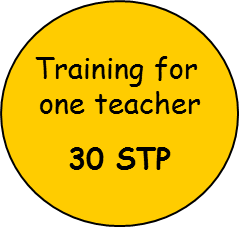 Training for
one teacher
30 STP